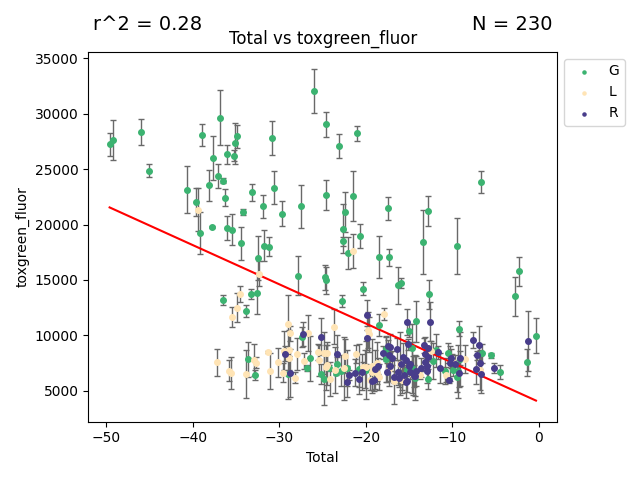 r^2 = 0.28 N = 230
Total vs toxgreen_fluor
35000
30000
25000
20000
15000
10000
5000
toxgreen_fluor
−50 −40 −30 −20 −10 0
Total
G
L
R